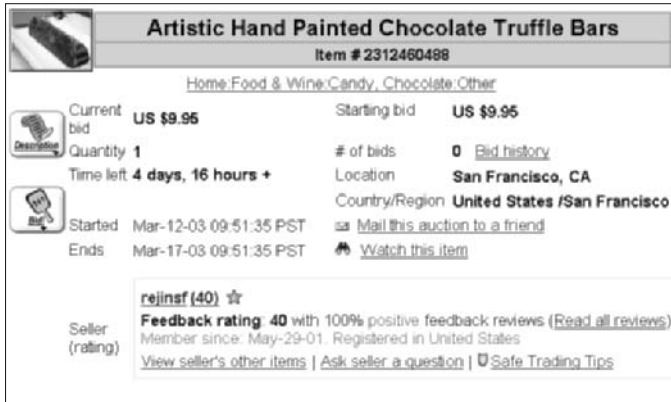 Artistic Hand Painted Chocolate Truffle Bars
Item # 2312460488
Home:Food & Wine:Candy, Chocolate:Other
Description
Current bid US $9.95 Starting bid US $9.95
Quantity 1 # of bids 0 Bid history
Time left 4 days, 16 hours + Location San Francisco, CA
Country/Region United States /San Francisco
Bid
Started Mar-12-03 09:51:35 PST Mail this auction to a friend
Ends Mar-17-03 09:51:35 PST Watch this item
Seller (rating)
rejinsf (40)
Feedback rating: 40 with 100% positive feedback reviews (Read all reviews)
Member since: May-29-01. Registered in United States
View seller's other items | Ask seller a question | Safe Trading Tips